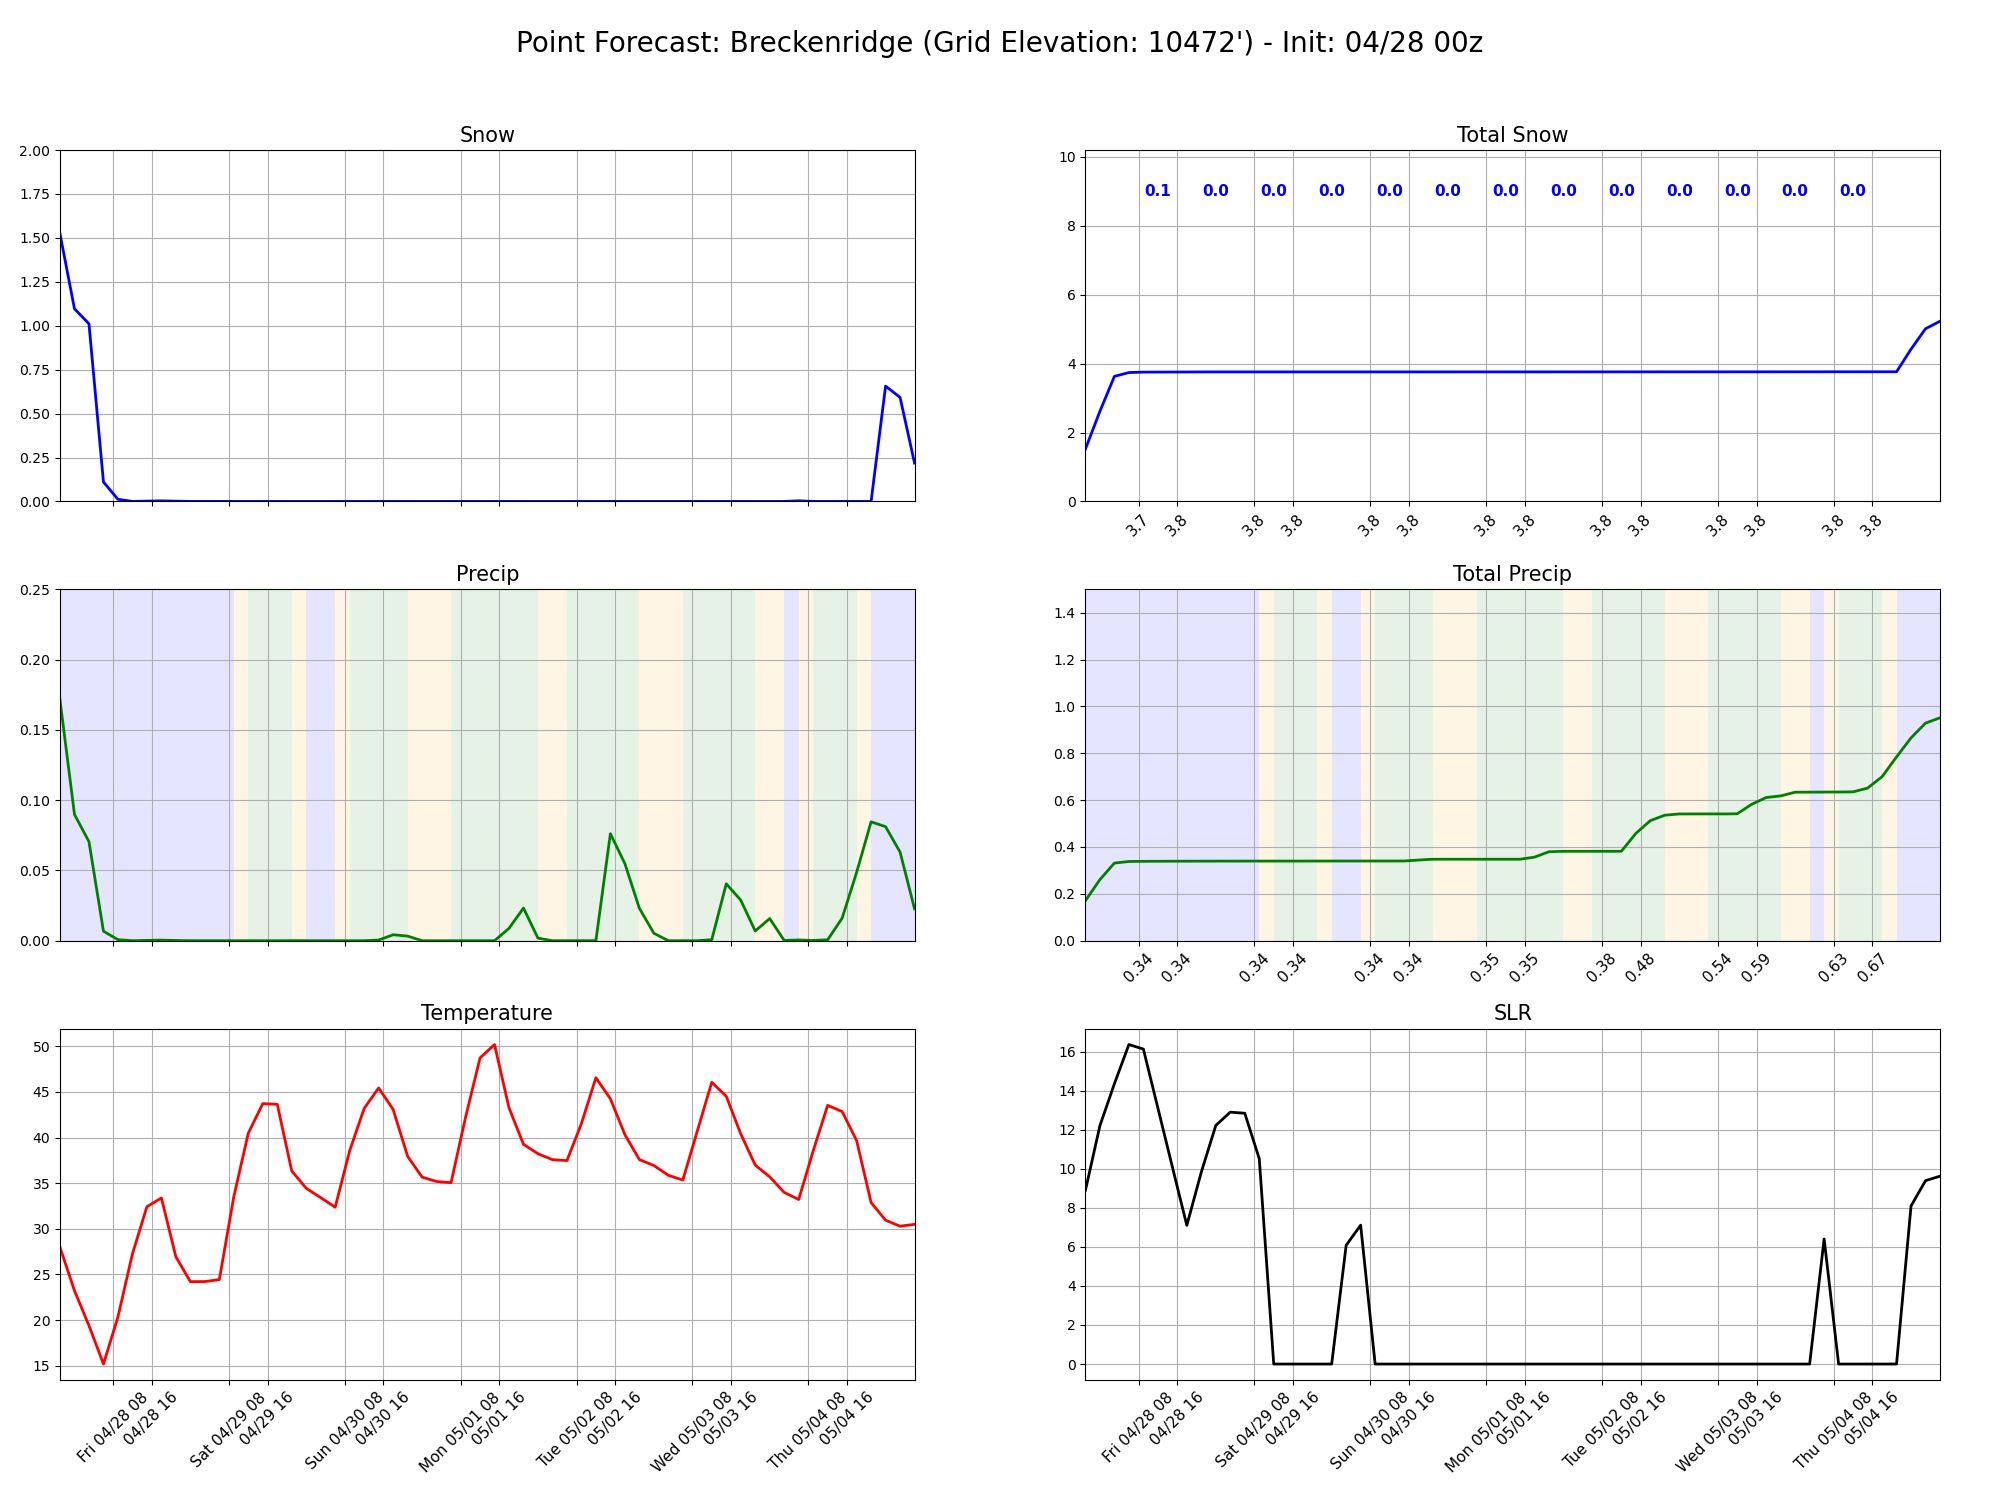 Point Forecast: Breckenridge (Grid Elevation: 10472') - Init: 04/28 00z
Snow
2.00
1.75
1.50
1.25
1.00
0.75
0.50
0.25
0.00
Total Snow
10
8
6
4
2
0
0.1 0.0 0.0 0.0 0.0 0.0 0.0 0.0 0.0 0.0 0.0 0.0 0.0
3.7 3.8 3.8 3.8 3.8 3.8 3.8 3.8 3.8 3.8 3.8 3.8 3.8 3.8
Precip
0.25
0.20
0.15
0.10
0.05
0.00
Total Precip
1.4
1.2
1.0
0.8
0.6
0.4
0.2
0.0
0.34 0.34 0.34 0.34 0.34 0.34 0.35 0.35 0.38 0.48 0.54 0.59 0.63 0.67
Temperature
50
45
40
35
30
25
20
15
Fri 04/28 08
04/28 16
Sat 04/29 08
04/29 16
Sun 04/30 08
04/30 16
Mon 05/01 08
05/01 16
Tue 05/02 08
05/02 16
Wed 05/03 08
05/03 16
Thu 05/04 08
05/04 16
SLR
16
14
12
10
8
6
4
2
0
Fri 04/28 08
04/28 16
Sat 04/29 08
04/29 16
Sun 04/30 08
04/30 16
Mon 05/01 08
05/01 16
Tue 05/02 08
05/02 16
Wed 05/03 08
05/03 16
Thu 05/04 08
05/04 16